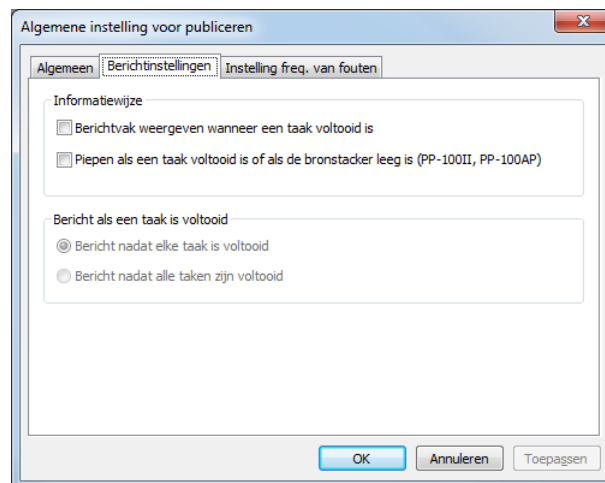 Algemene instelling voor publiceren
Algemeen Berichtinstellingen Instelling freq. van fouten
Informatiewijze
Berichtvak weergeven wanneer een taak voltooid is
Piepen als een taak voltooid is of als de bronstacker leeg is (PP-100II, PP-100AP)
Bericht als een taak is voltooid
Bericht nadat elke taak is voltooid
Bericht nadat alle taken zijn voltooid
OK Annuleren Toepassen